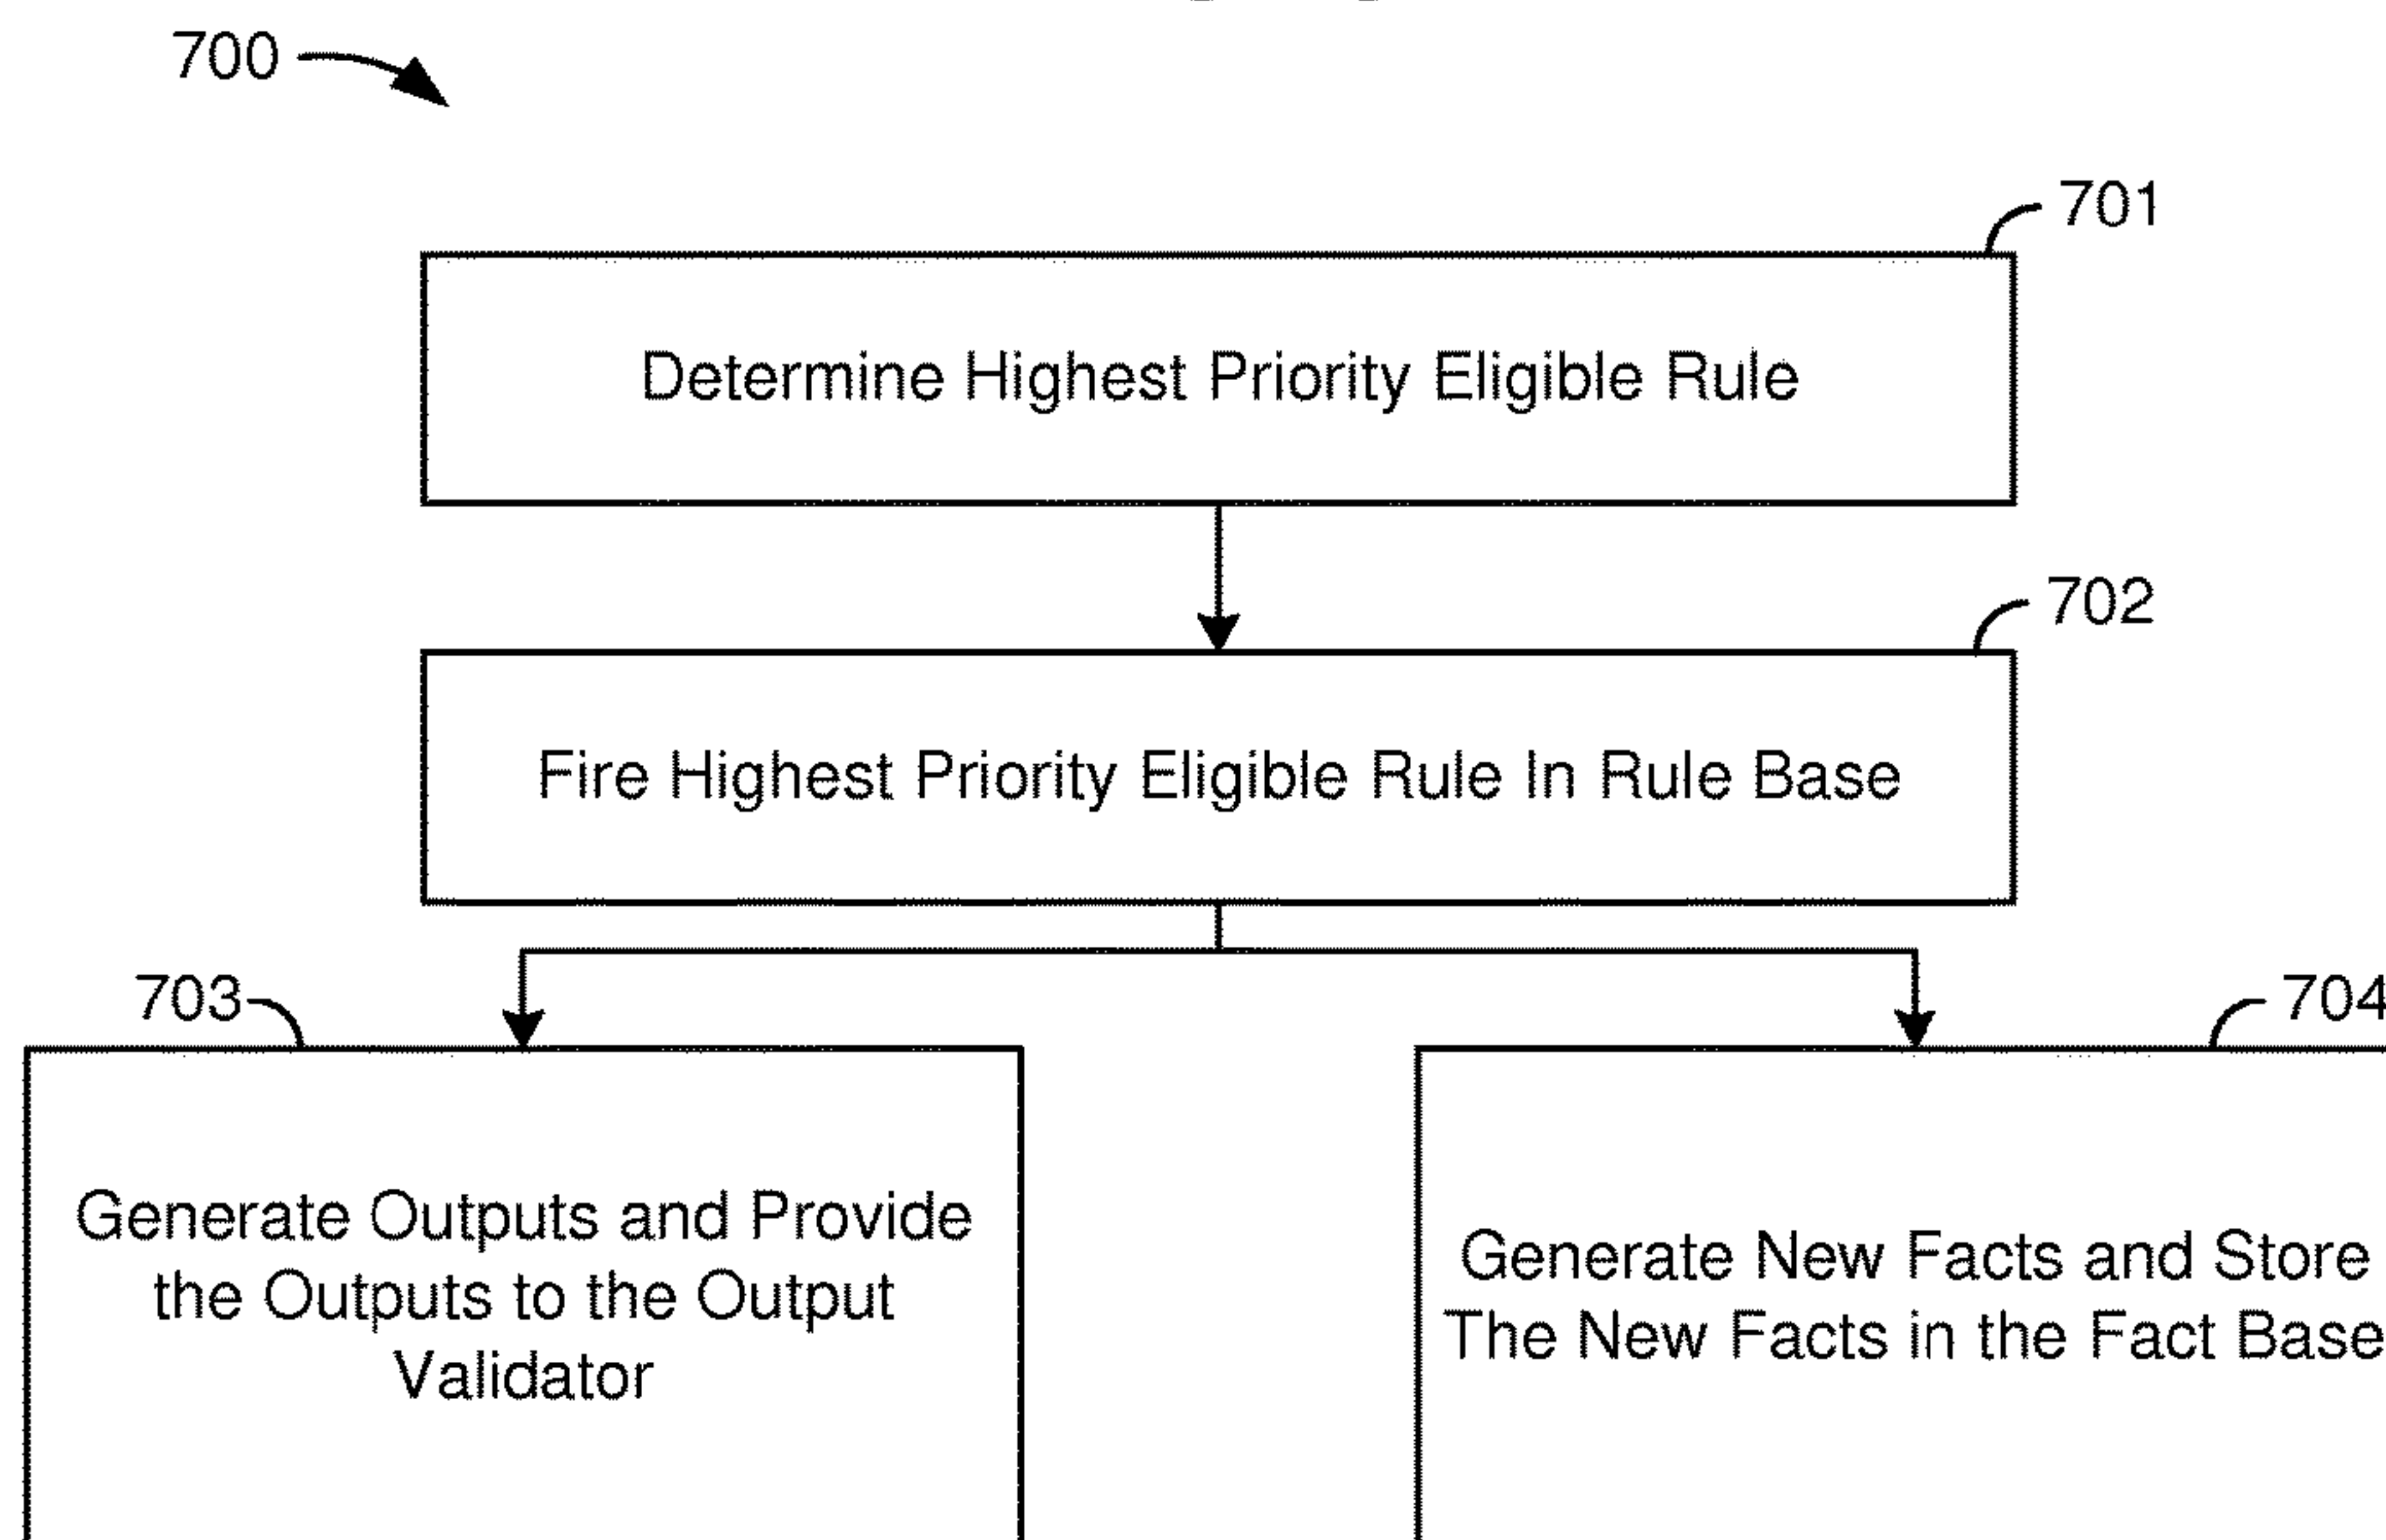 700
701
Determine Highest Priority Eligible Rule
702
Fire Highest Priority Eligible Rule In Rule Base
703
704
Generate Outputs and Provide
the Outputs to the Output
Validator
Generate New Facts and Store
The New Facts in the Fact Base